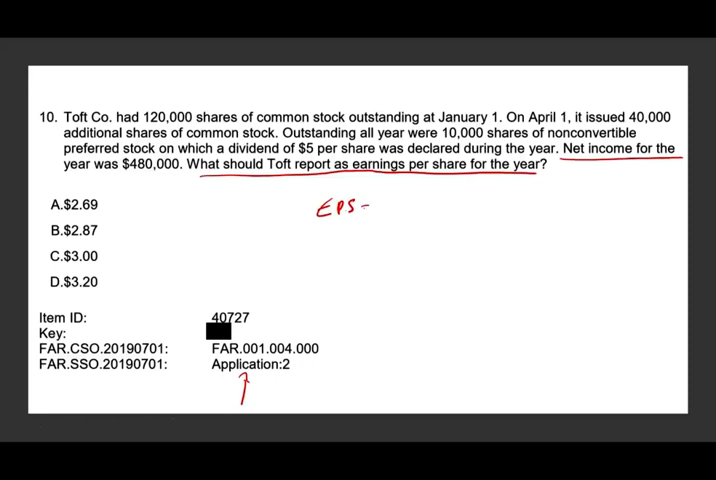 10. Toft Co. had 120,000 shares of common stock outstanding at January 1. On April 1, it issued 40,000
additional shares of common stock. Outstanding all year were 10,000 shares of nonconvertible
preferred stock on which a dividend of $5 per share was declared during the year. Net income for the
year was $480,000. What should Toft report as earnings per share for the year?
A.$2.69
B.$2.87
EPS=
C.$3.00
D.$3.20
Item ID: 40727
Key:
FAR.CSO.20190701: FAR.001.004.000
FAR.SSO.20190701: Application:2